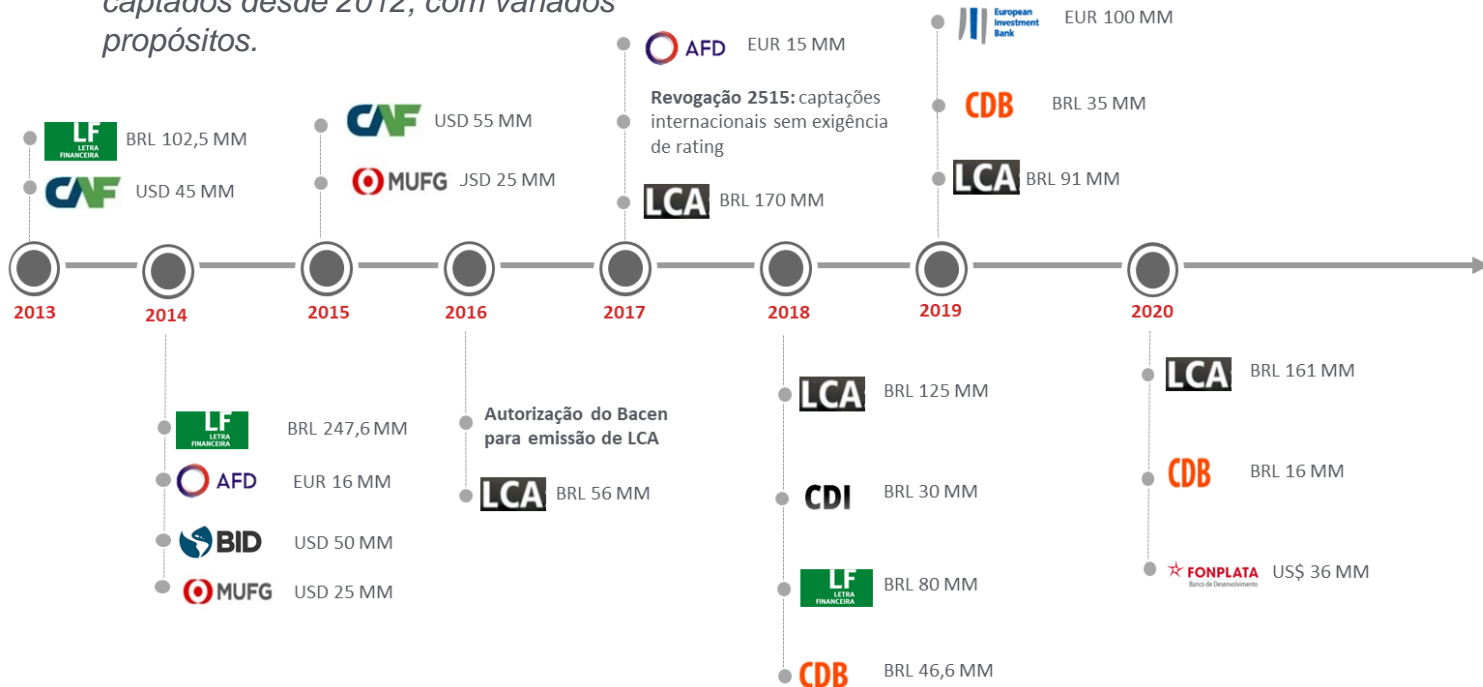 captados desde 2012, com variados
propósitos.
LF
LETRA
FINANCEIRA
BRL 102,5 MM
CAF
USD 45 MM
2013
2014
LF
LETRA
FINANCEIRA
BRL 247,6 MM
AFD
EUR 16 MM
BID
USD 50 MM
MUFG
USD 25 MM
CAF
USD 55 MM
MUFG
JSD 25 MM
2015
2016
Autorização do Bacen
para emissão de LCA
LCA
BRL 56 MM
AFD
EUR 15 MM
Revogação 2515: captações
internacionais sem exigência
de rating
LCA
BRL 170 MM
2017
2018
LCA
BRL 125 MM
CDI
BRL 30 MM
LF
LETRA
FINANCEIRA
BRL 80 MM
CDB
BRL 46,6 MM
European
Investment
Bank
EUR 100 MM
CDB
BRL 35 MM
LCA
BRL 91 MM
2019
2020
LCA
BRL 161 MM
CDB
BRL 16 MM
FONPLATA
Banco de Desenvolvimento
US$ 36 MM